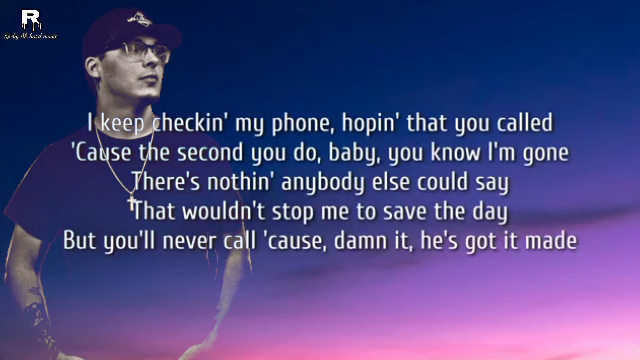 R
I keep checkin' my phone, hopin' that you called
'Cause the second you do, baby, you know I'm gone
There's nothin' anybody else could say
That wouldn't stop me to save the day
But you'll never call 'cause, damn it, he's got it made